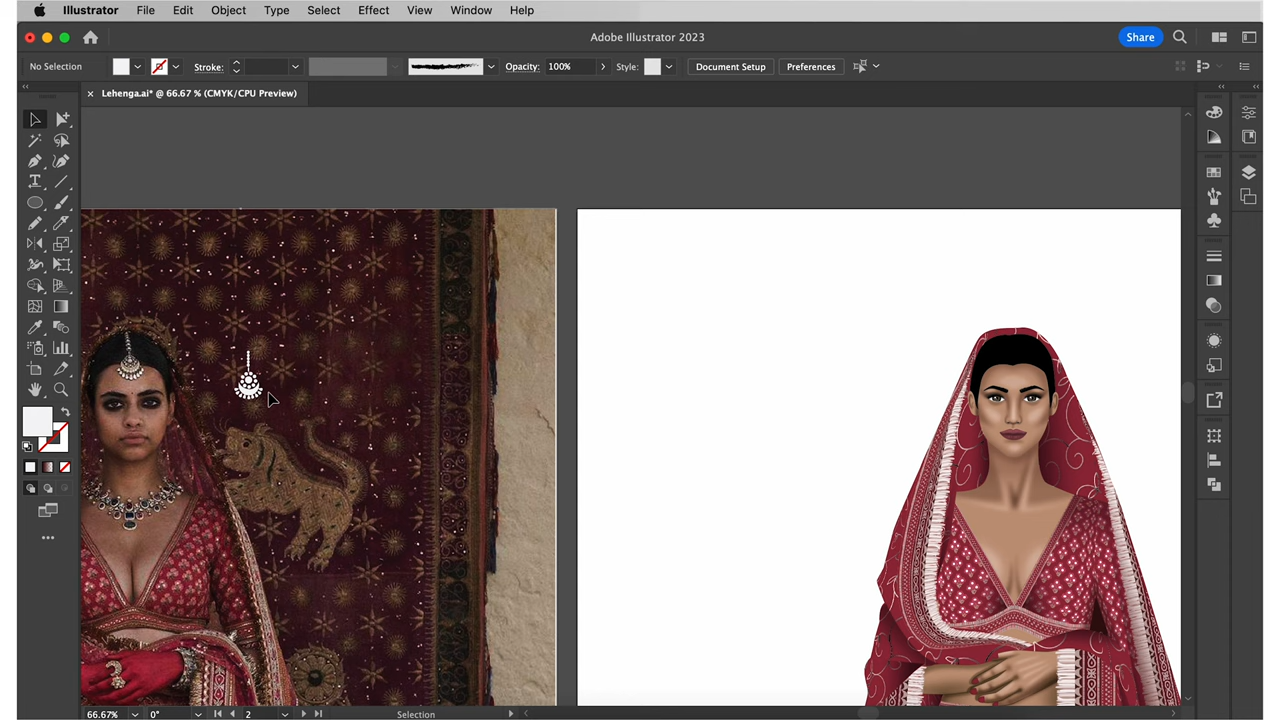 Illustrator File Edit Object Type Select Effect View Window Help
Adobe Illustrator 2023
Share
No Selection
Stroke:
Opacity: 100%
Style:
Document Setup
Preferences
× Lehenga.ai* @ 66.67 % (CMYK/CPU Preview)
66.67% 0° 2 Selection